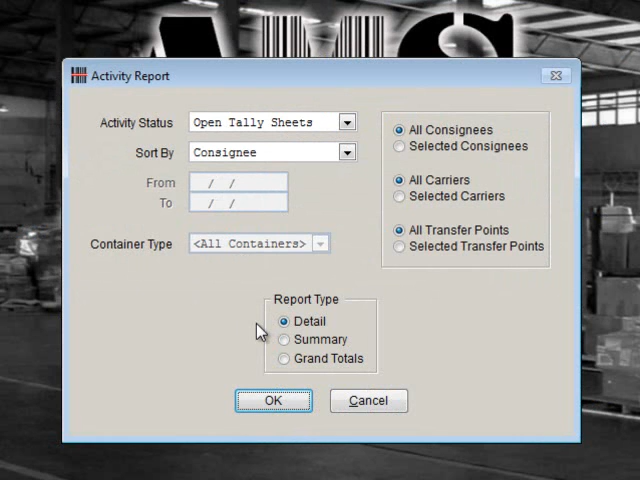 AMS
Activity Report
Activity Status Open Tally Sheets
Sort By Consignee
From / /
To / /
Container Type <All Containers>
All Consignees
Selected Consignees
All Carriers
Selected Carriers
All Transfer Points
Selected Transfer Points
Report Type
Detail
Summary
Grand Totals
OK Cancel